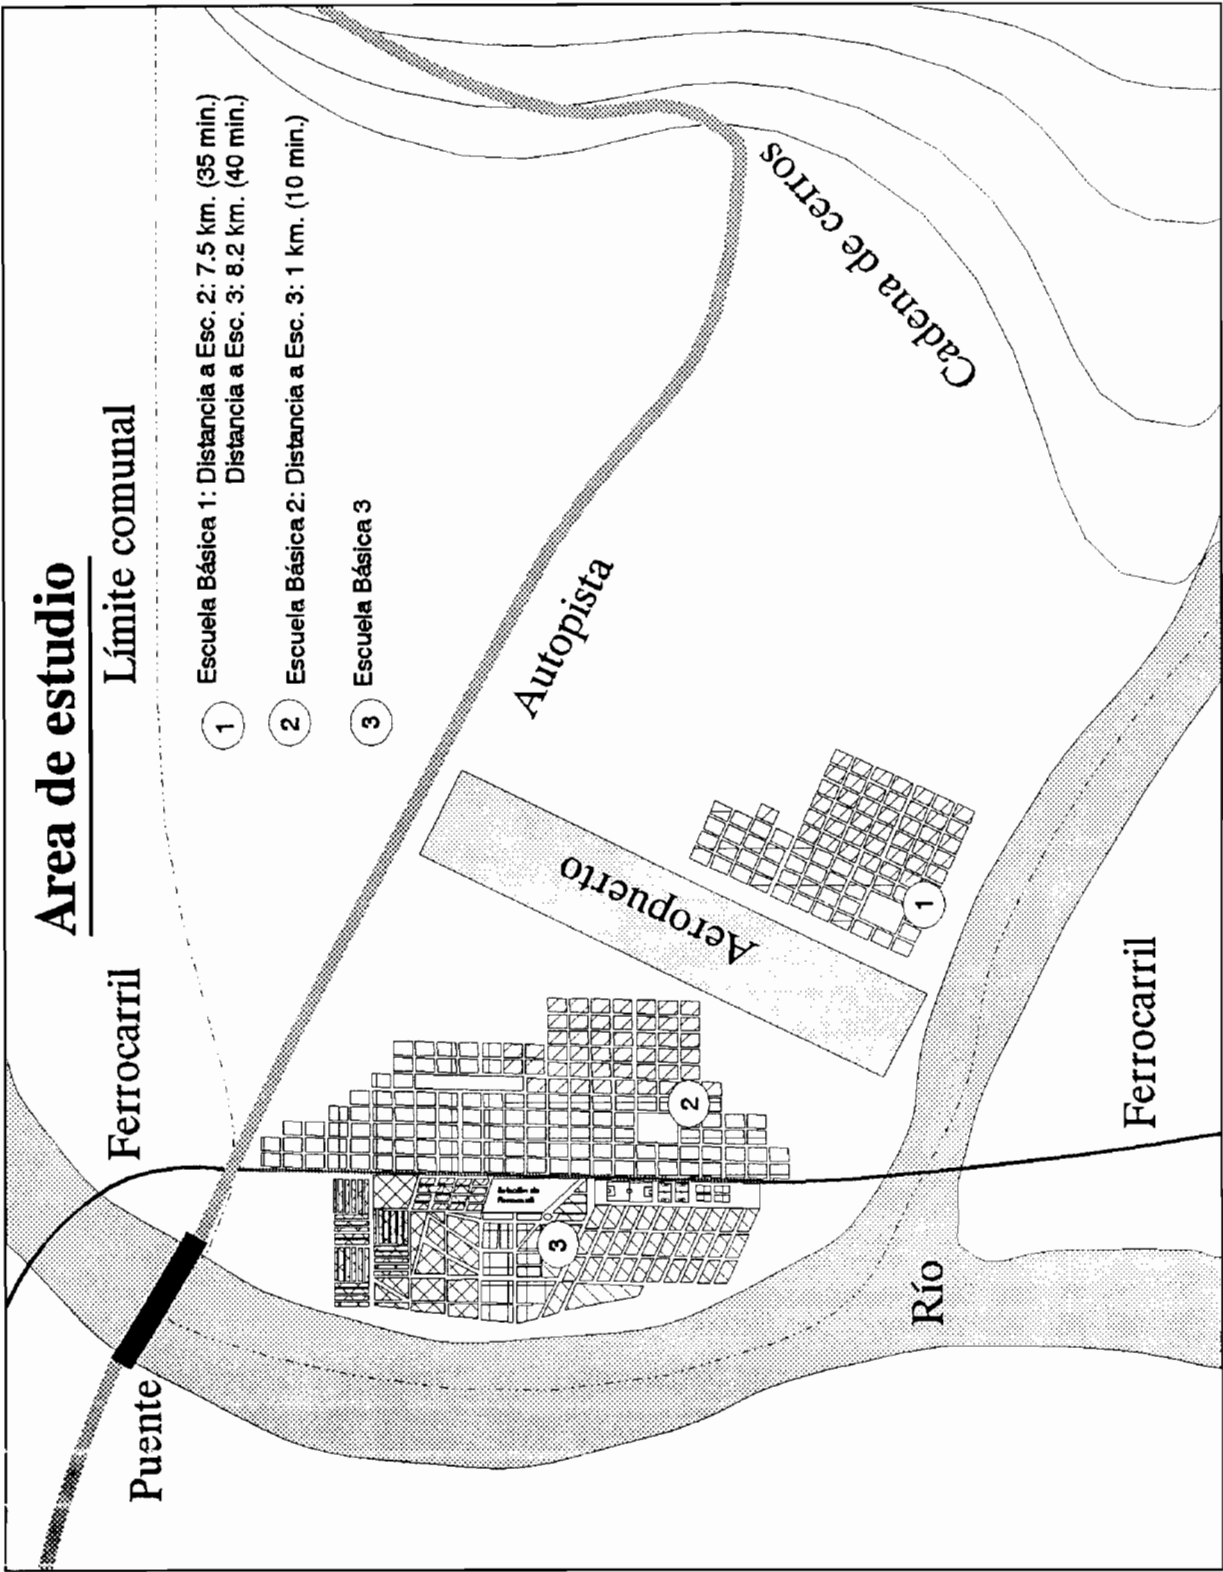 Area de estudio
Límite comunal
1 Escuela Básica 1: Distancia a Esc. 2: 7.5 km. (35 min.)
Distancia a Esc. 3: 8.2 km. (40 min.)
2 Escuela Básica 2: Distancia a Esc. 3: 1 km. (10 min.)
3 Escuela Básica 3
Ferrocarril
Puente
Autopista
Cadena de cerros
Aeropuerto
1
2
3
Río
Ferrocarril